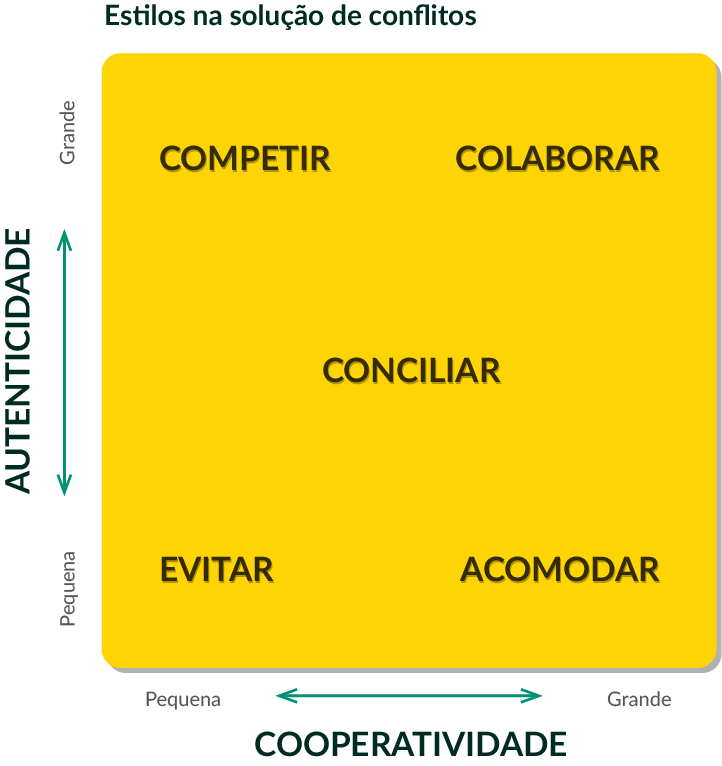 Estilos na solução de conflitos
Grande
COMPETIR
COLABORAR
AUTENTICIDADE
CONCILIAR
Pequena
EVITAR
ACOMODAR
Pequena
Grande
COOPERATIVIDADE